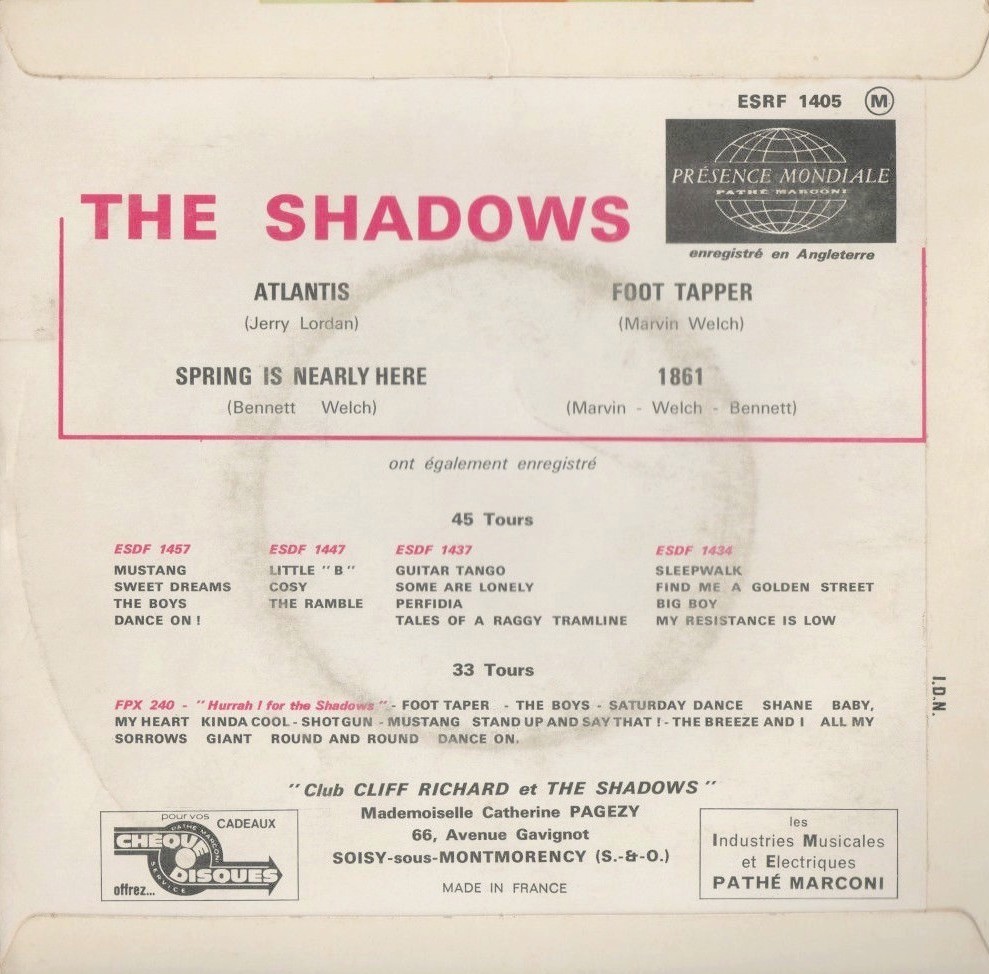 ESRF 1405 M
PRÉSENCE MONDIALE
PATHÉ MARCONI
enregistré en Angleterre
THE SHADOWS
ATLANTIS
(Jerry Lordan)
FOOT TAPPER
(Marvin Welch)
SPRING IS NEARLY HERE
(Bennett Welch)
1861
(Marvin - Welch - Bennett)
ont également enregistré
45 Tours
ESDF 1457
MUSTANG
SWEET DREAMS
THE BOYS
DANCE ON !
ESDF 1447
LITTLE "B"
COSY
THE RAMBLE
ESDF 1437
GUITAR TANGO
SOME ARE LONELY
PERFIDIA
TALES OF A RAGGY TRAMLINE
ESDF 1434
SLEEPWALK
FIND ME A GOLDEN STREET
BIG BOY
MY RESISTANCE IS LOW
33 Tours
FPX 240 - "Hurrah ! for the Shadows" - FOOT TAPER - THE BOYS - SATURDAY DANCE SHANE BABY,
MY HEART KINDA COOL - SHOTGUN - MUSTANG STAND UP AND SAY THAT ! - THE BREEZE AND I ALL MY
SORROWS GIANT ROUND AND ROUND DANCE ON.
I.D.N.
"Club CLIFF RICHARD et THE SHADOWS"
Mademoiselle Catherine PAGEZY
66, Avenue Gavignot
SOISY-sous-MONTMORENCY (S.-&-O.)
MADE IN FRANCE
pour vos CADEAUX
CHEQUE
PATHÉ MARCONI
SERVICE
DISQUES
offrez...
les
Industries Musicales
et Electriques
PATHÉ MARCONI